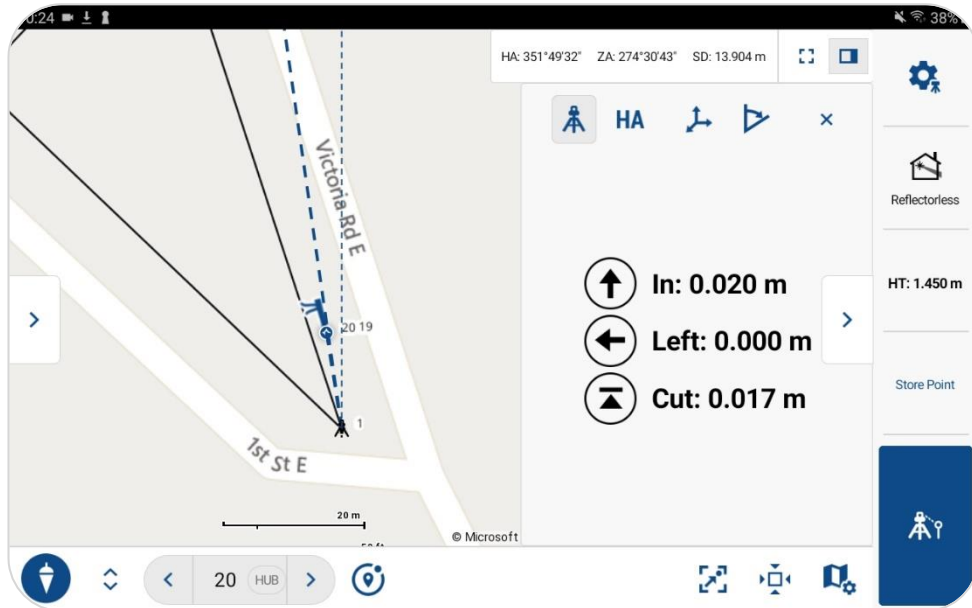 0:24
38%
HA: 351°49'32" ZA: 274°30'43" SD: 13.904 m
HA
Reflectorless
Victoria Rd E
In: 0.020 m
HT: 1.450 m
20 19
Left: 0.000 m
Store Point
Cut: 0.017 m
1
1st St E
20 m
© Microsoft
20 HUB